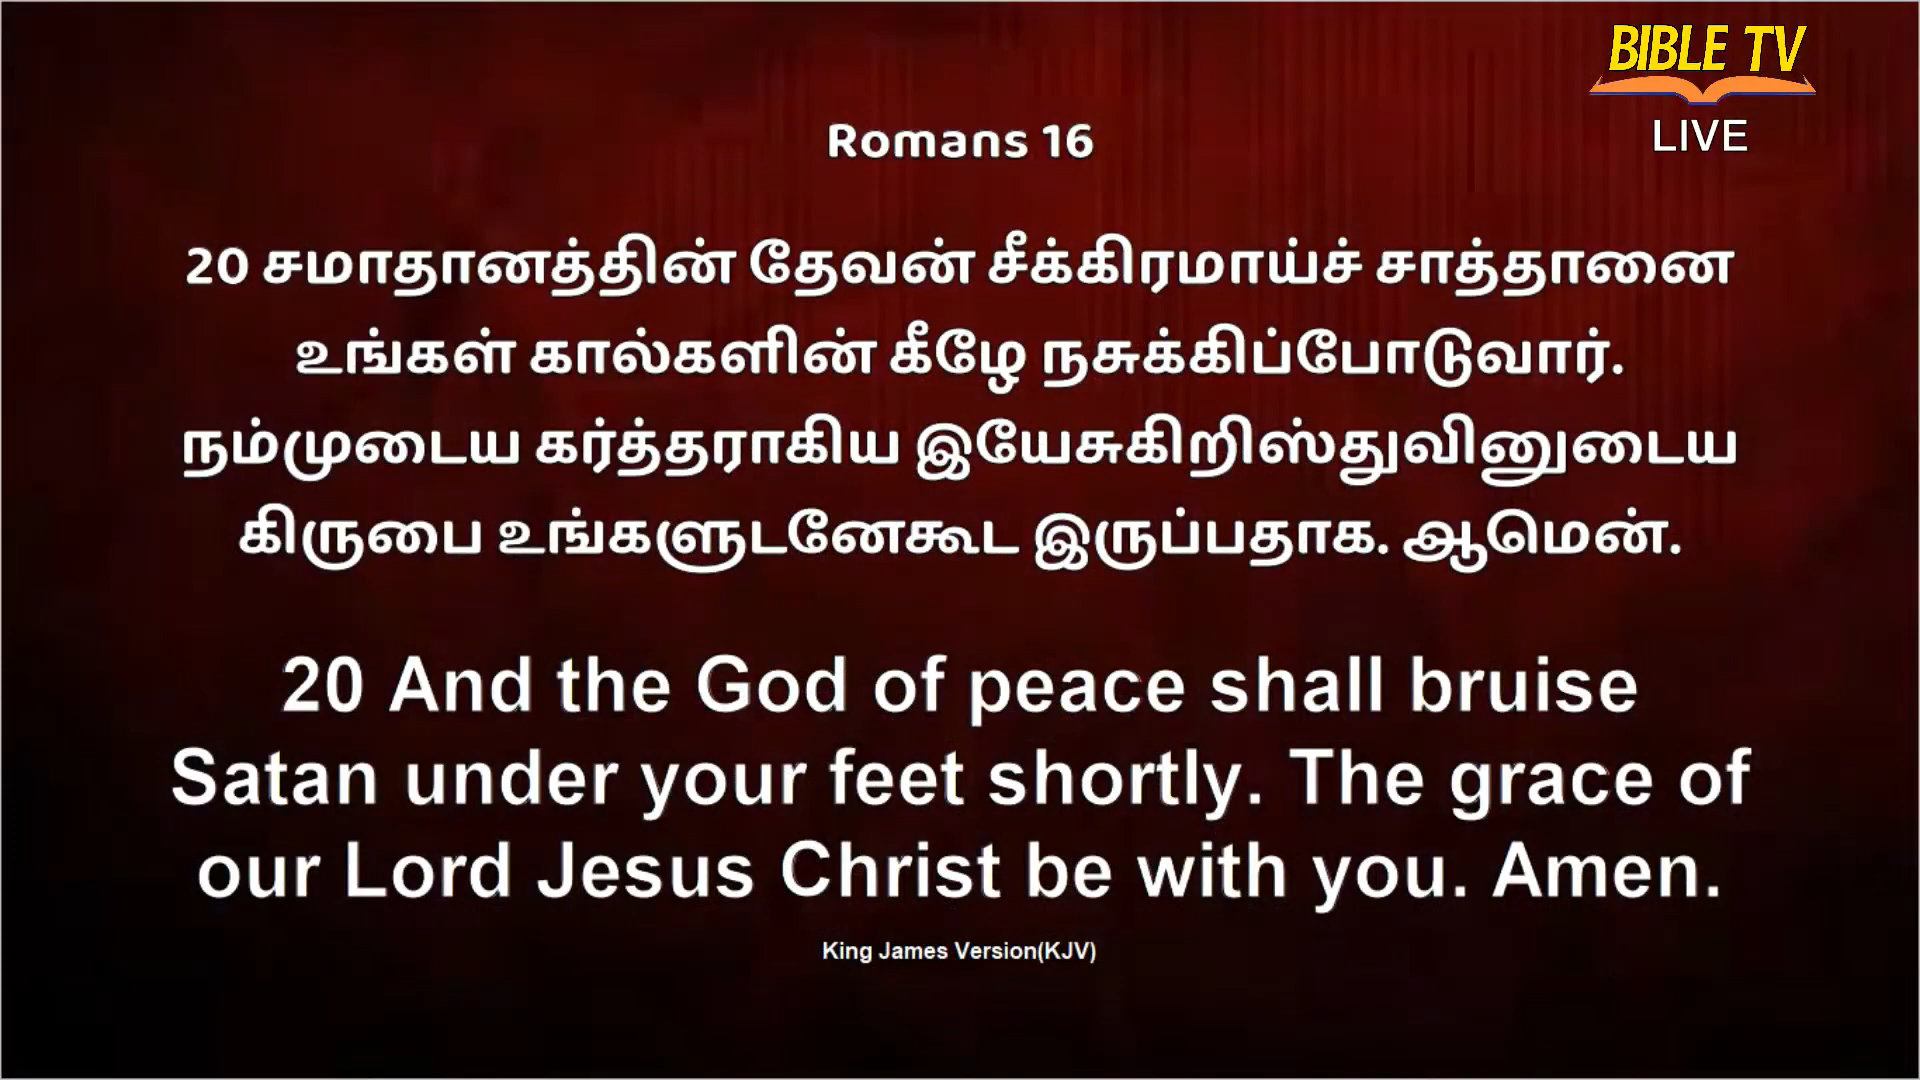 BIBLE TV
LIVE
Romans 16
20 சமாதானத்தின் தேவன் சீக்கிரமாய்ச் சாத்தானை
உங்கள் கால்களின் கீழே நசுக்கிப்போடுவார்.
நம்முடைய கர்த்தராகிய இயேசுகிறிஸ்துவினுடைய
கிருபை உங்களுடனேகூட இருப்பதாக. ஆமென்.
20 And the God of peace shall bruise
Satan under your feet shortly. The grace of
our Lord Jesus Christ be with you. Amen.
King James Version(KJV)